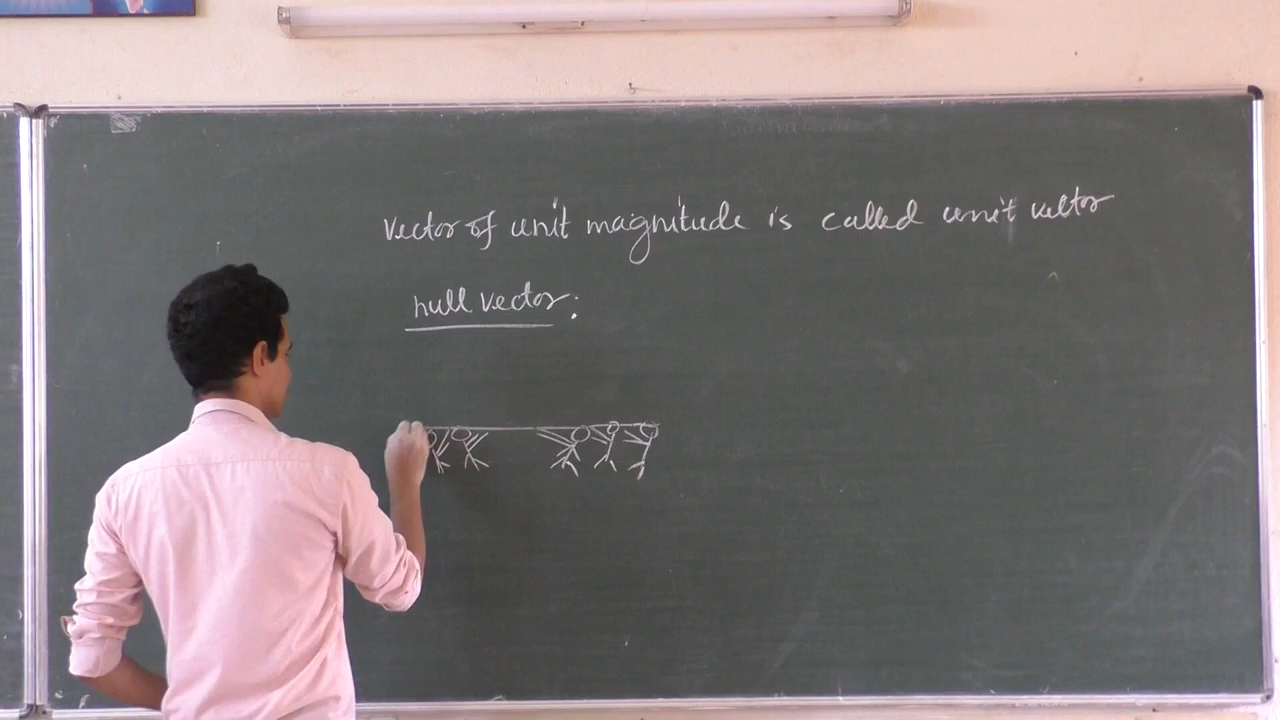 vector of unit magnitude is called unit vector
null vector: